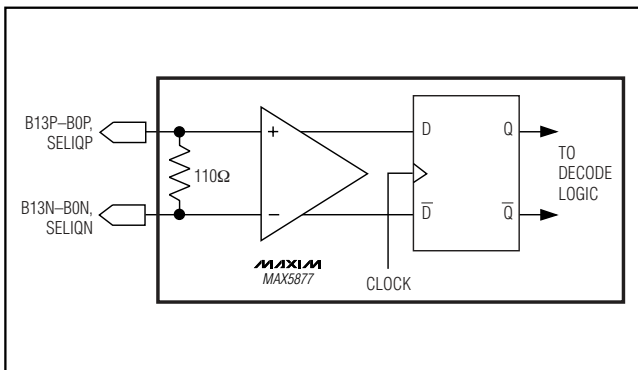 B13P–B0P,
SELIQP
B13N–B0N,
SELIQN
110Ω
+
−
MAXIM
MAX5877
CLOCK
D
D̅
Q
Q̅
TO
DECODE
LOGIC